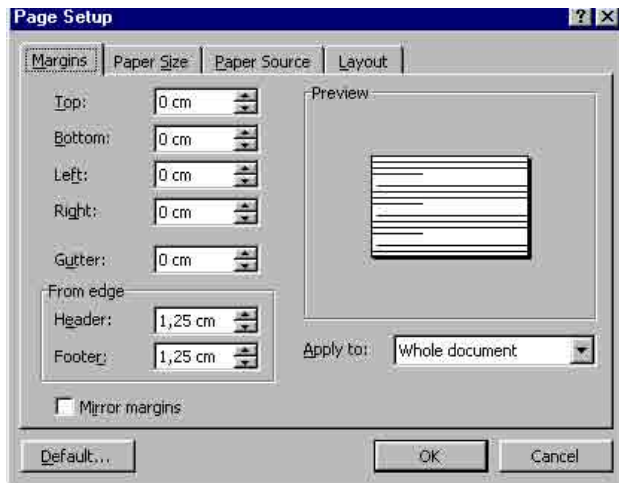 Page Setup
Margins Paper Size Paper Source Layout
Top: 0 cm
Bottom: 0 cm
Left: 0 cm
Right: 0 cm
Gutter: 0 cm
From edge
Header: 1,25 cm
Footer: 1,25 cm
Mirror margins
Preview
Apply to: Whole document
Default... OK Cancel